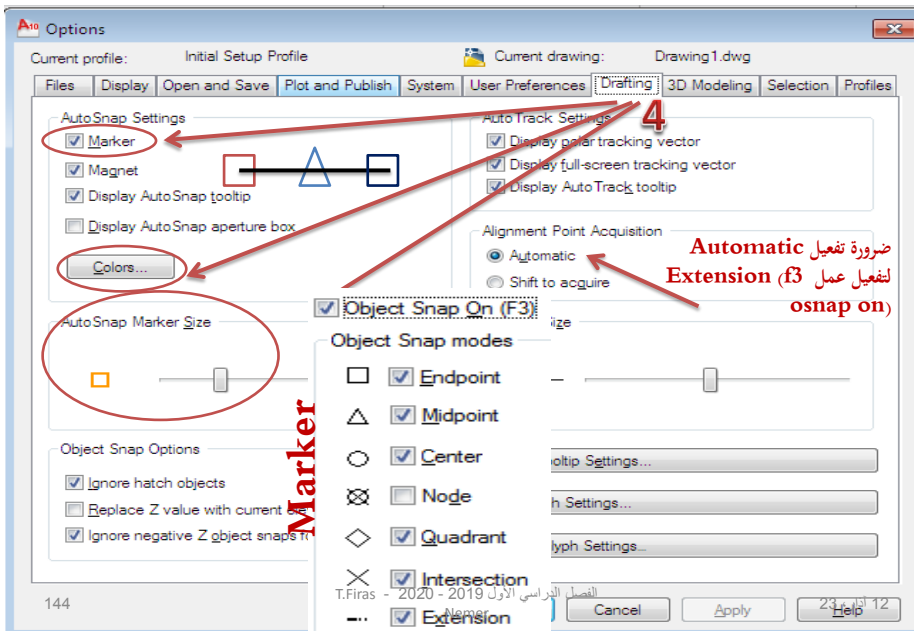 A10 Options
Current profile: Initial Setup Profile Current drawing: Drawing1.dwg
Files Display Open and Save Plot and Publish System User Preferences Drafting 3D Modeling Selection Profiles
4
AutoSnap Settings
Marker
Magnet
Display AutoSnap tooltip
Display AutoSnap aperture box
Colors...
AutoTrack Settings
Display polar tracking vector
Display full-screen tracking vector
Display AutoTrack tooltip
Alignment Point Acquisition
Automatic
Shift to acquire
ضرورة تفعيل Automatic
لتفعيل عمل Extension (f3
osnap on)
AutoSnap Marker Size
Size
Object Snap On (F3)
Object Snap modes
Endpoint
Midpoint
Center
Node
Quadrant
Intersection
Extension
Marker
Object Snap Options
Ignore hatch objects
Replace Z value with current
Ignore negative Z object snaps
ooltip Settings...
h Settings...
lyph Settings...
Cancel Apply Help
144
الفصل الدراسي الأول 2019 - 2020 - T.Firas
Nemer
12 آذار، 23